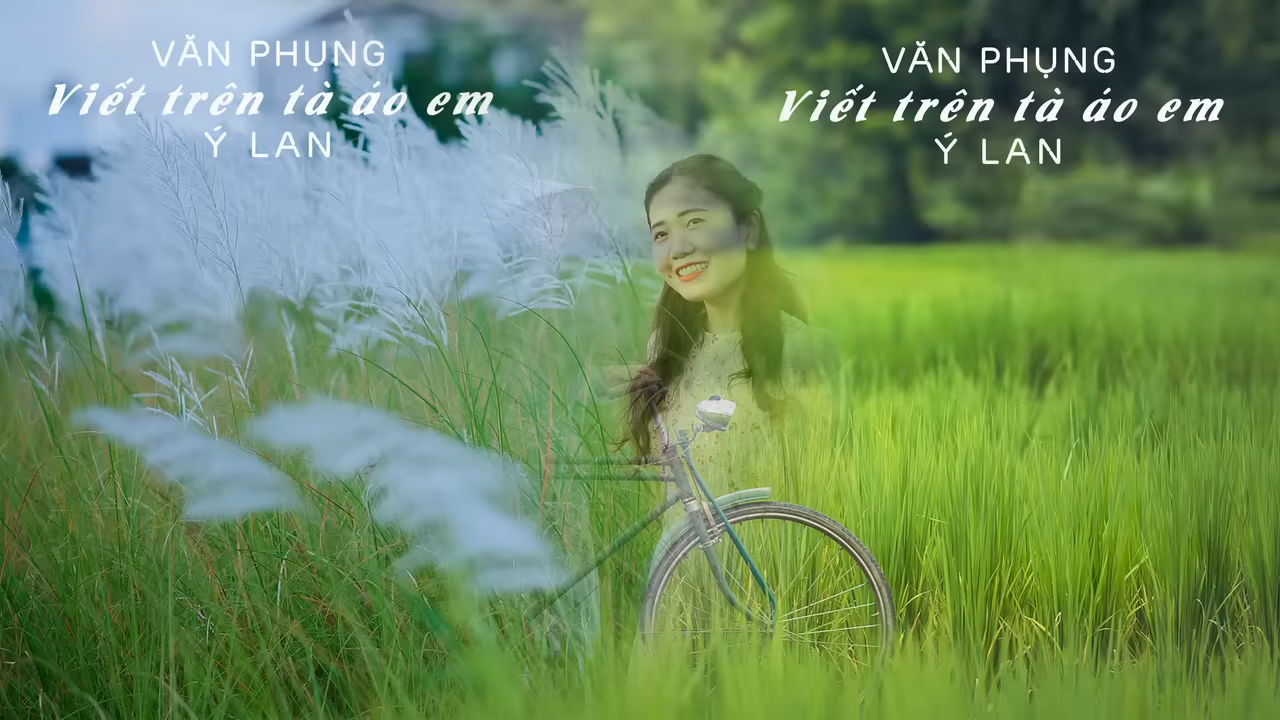 VĂN PHỤNG
Viết trên tà áo em
Ý LAN
VĂN PHỤNG
Viết trên tà áo em
Ý LAN